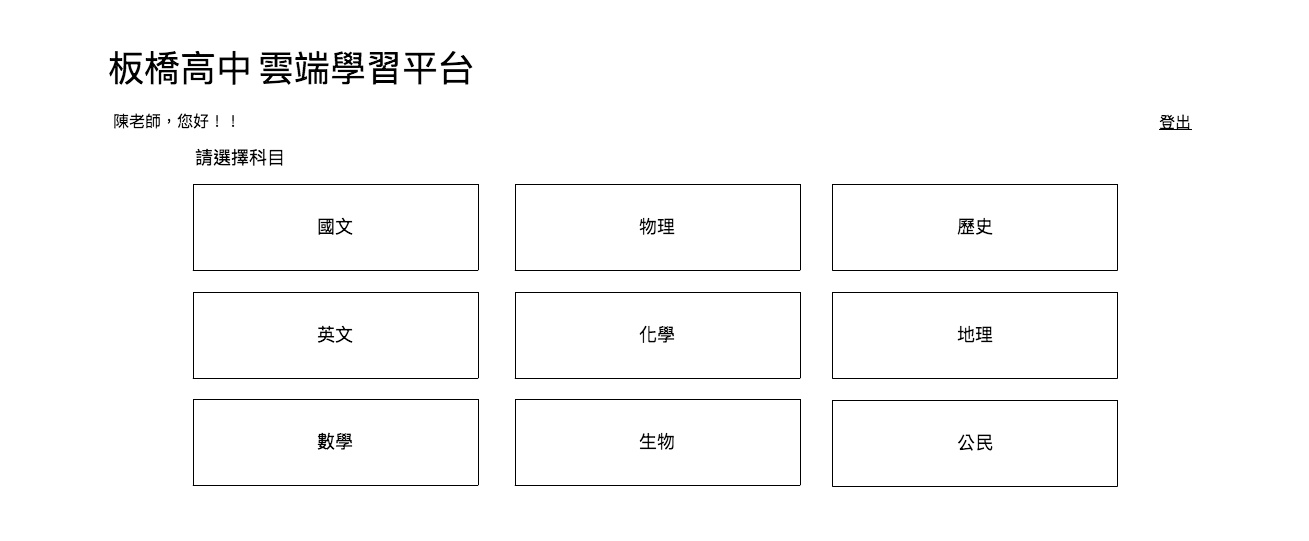 板橋高中 雲端學習平台
陳老師，您好！！
登出
請選擇科目
國文
物理
歷史
英文
化學
地理
數學
生物
公民